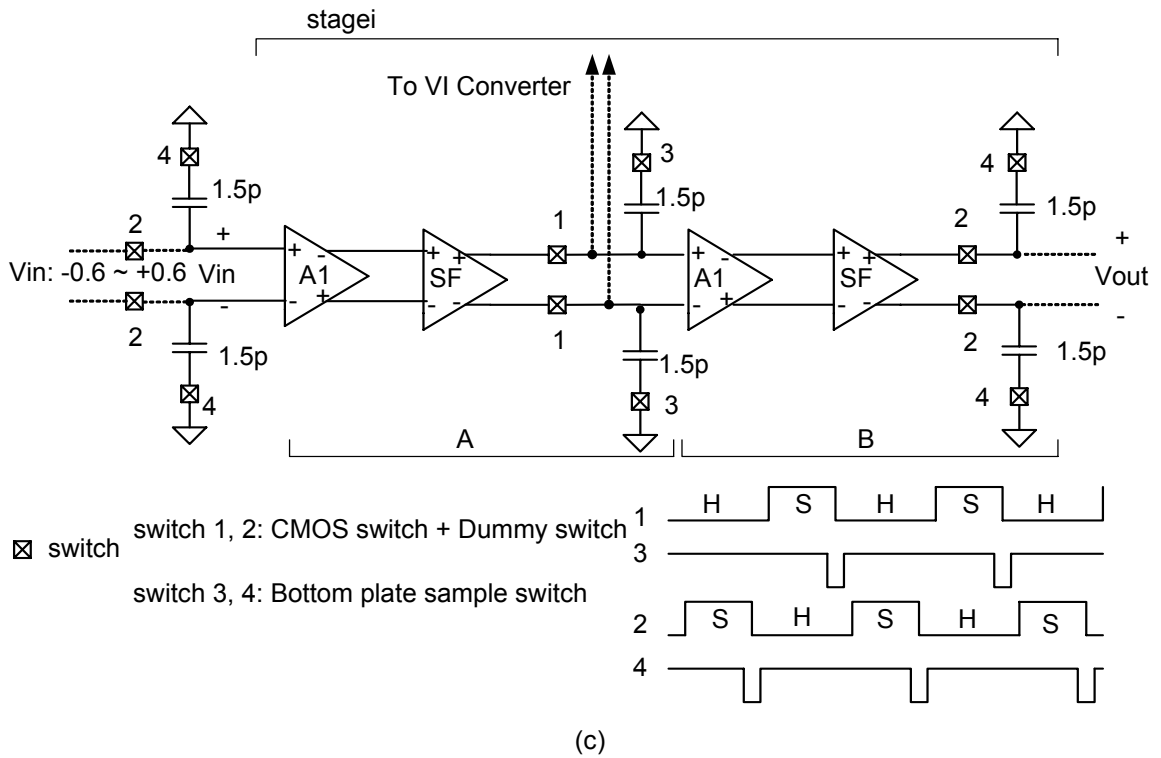 stagei
To VI Converter
4
3
4
1.5p
1.5p
1.5p
2
1
2
+
+
Vin: -0.6 ~ +0.6
Vin
+ -
A1
- +
+ +
SF
- -
+ -
A1
- +
+ +
SF
- -
Vout
-
-
2
1
2
1.5p
1.5p
1.5p
4
3
4
A
B
switch
switch 1, 2: CMOS switch + Dummy switch
switch 3, 4: Bottom plate sample switch
1 H S H S H
3
2 S H S H S
4
(c)